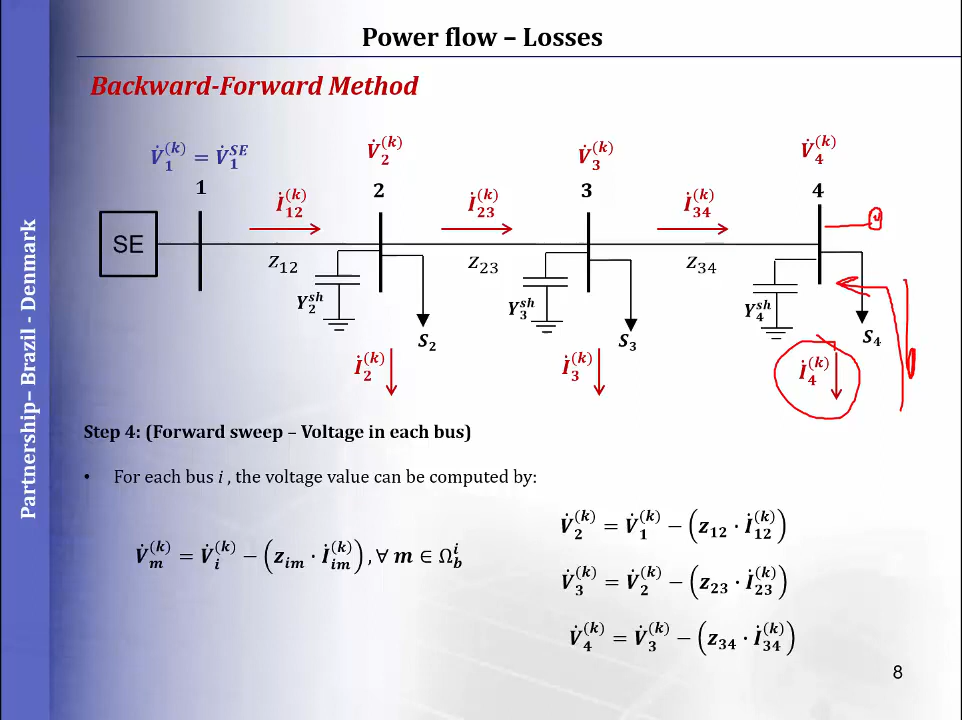 Power flow – Losses
Backward-Forward Method
Partnership– Brazil - Denmark
V̇₁⁽ᵏ⁾ = V̇₁ˢᴱ
V̇₂⁽ᵏ⁾
V̇₃⁽ᵏ⁾
V̇₄⁽ᵏ⁾
1
2
3
4
İ₁₂⁽ᵏ⁾
İ₂₃⁽ᵏ⁾
İ₃₄⁽ᵏ⁾
SE
z₁₂
z₂₃
z₃₄
Y₂ˢʰ
Y₃ˢʰ
Y₄ˢʰ
S₂
S₃
S₄
İ₂⁽ᵏ⁾
İ₃⁽ᵏ⁾
İ₄⁽ᵏ⁾
Step 4: (Forward sweep – Voltage in each bus)
• For each bus i , the voltage value can be computed by:
V̇ₘ⁽ᵏ⁾ = V̇ᵢ⁽ᵏ⁾ − (zᵢₘ · İᵢₘ⁽ᵏ⁾), ∀ m ∈ Ω_b^i
V̇₂⁽ᵏ⁾ = V̇₁⁽ᵏ⁾ − (z₁₂ · İ₁₂⁽ᵏ⁾)
V̇₃⁽ᵏ⁾ = V̇₂⁽ᵏ⁾ − (z₂₃ · İ₂₃⁽ᵏ⁾)
V̇₄⁽ᵏ⁾ = V̇₃⁽ᵏ⁾ − (z₃₄ · İ₃₄⁽ᵏ⁾)
8